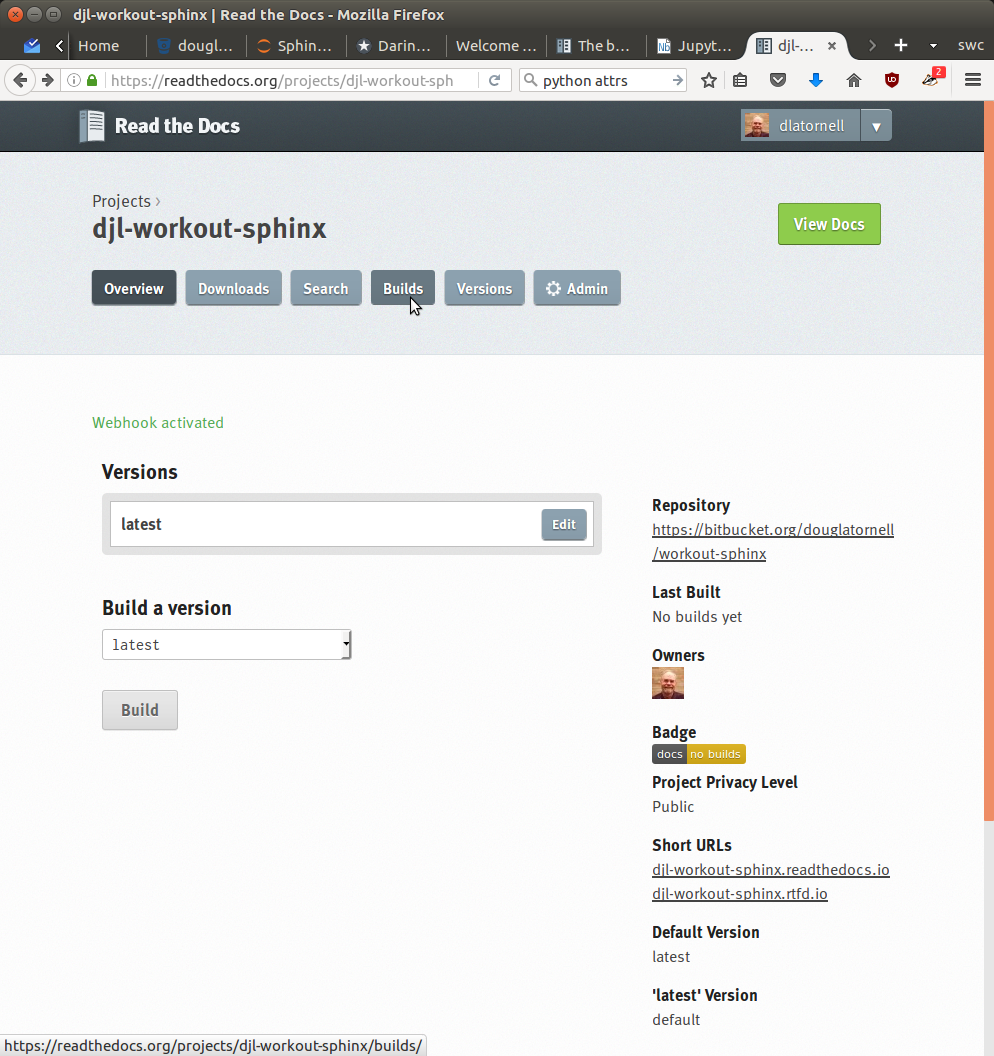 djl-workout-sphinx | Read the Docs - Mozilla Firefox
Home
dougl...
Sphin...
Darin...
Welcome ...
The b...
Jupyt...
djl-...
swc
https://readthedocs.org/projects/djl-workout-sph
python attrs
2
Read the Docs
dlatornell
Projects ›
djl-workout-sphinx
View Docs
Overview
Downloads
Search
Builds
Versions
Admin
Webhook activated
Versions
latest
Edit
Build a version
latest
Build
Repository
https://bitbucket.org/douglatornell
/workout-sphinx
Last Built
No builds yet
Owners
Badge
docs no builds
Project Privacy Level
Public
Short URLs
djl-workout-sphinx.readthedocs.io
djl-workout-sphinx.rtfd.io
Default Version
latest
'latest' Version
default
https://readthedocs.org/projects/djl-workout-sphinx/builds/